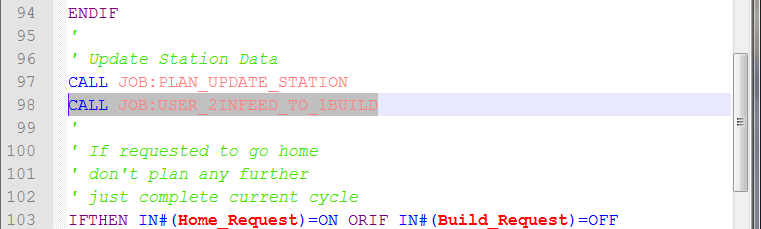 94 ENDIF
95 '
96 ' Update Station Data
97 CALL JOB:PLAN_UPDATE_STATION
98 CALL JOB:USER_2INFEED_TO_1BUILD
99 '
100 ' If requested to go home
101 ' don't plan any further
102 ' just complete current cycle
103 IFTHEN IN#(Home_Request)=ON ORIF IN#(Build_Request)=OFF